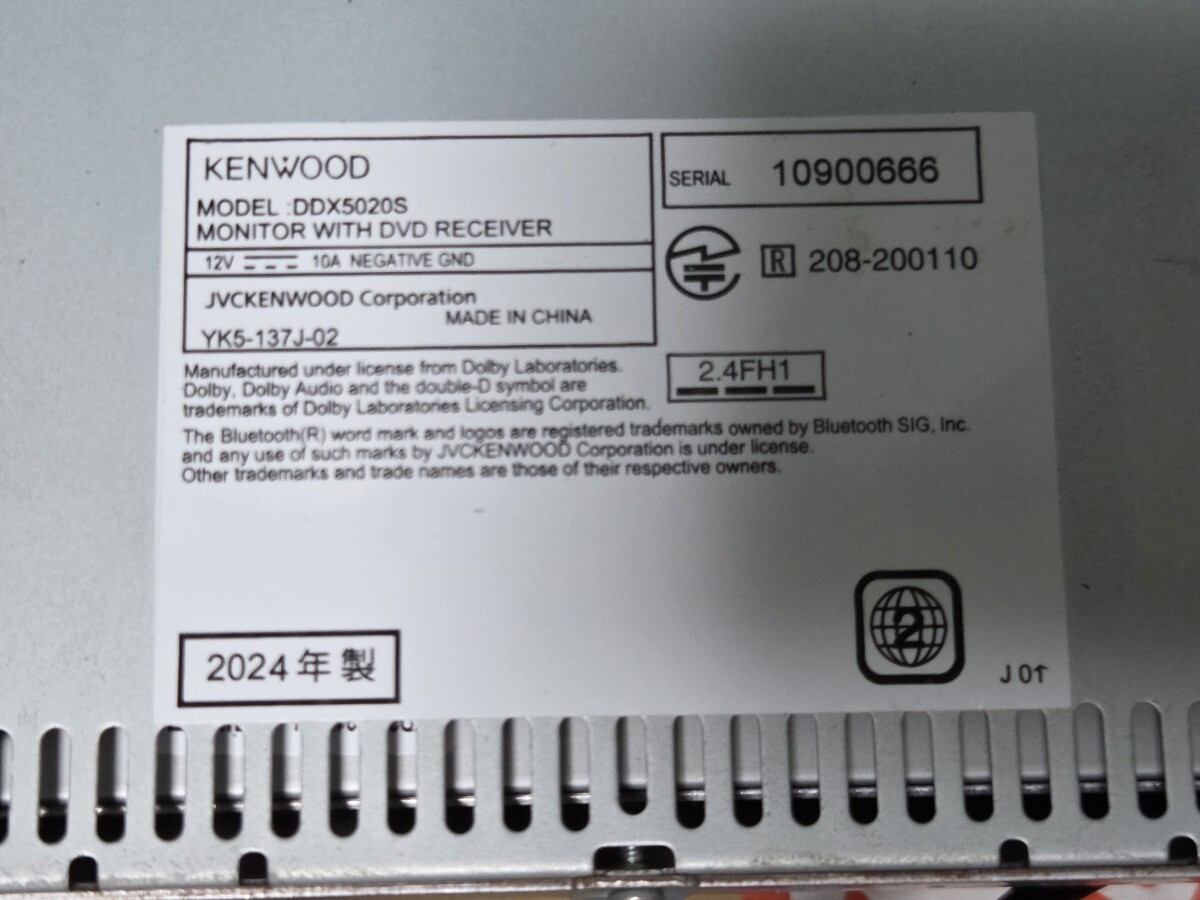 KENWOOD
MODEL :DDX5020S
MONITOR WITH DVD RECEIVER
12V 10A NEGATIVE GND
JVCKENWOOD Corporation
MADE IN CHINA
YK5-137J-02
SERIAL 10900666
R 208-200110
2.4FH1
Manufactured under license from Dolby Laboratories.
Dolby, Dolby Audio and the double-D symbol are
trademarks of Dolby Laboratories Licensing Corporation.
The Bluetooth(R) word mark and logos are registered trademarks owned by Bluetooth SIG, Inc.
and any use of such marks by JVCKENWOOD Corporation is under license.
Other trademarks and trade names are those of their respective owners.
2
2024年製
J 01